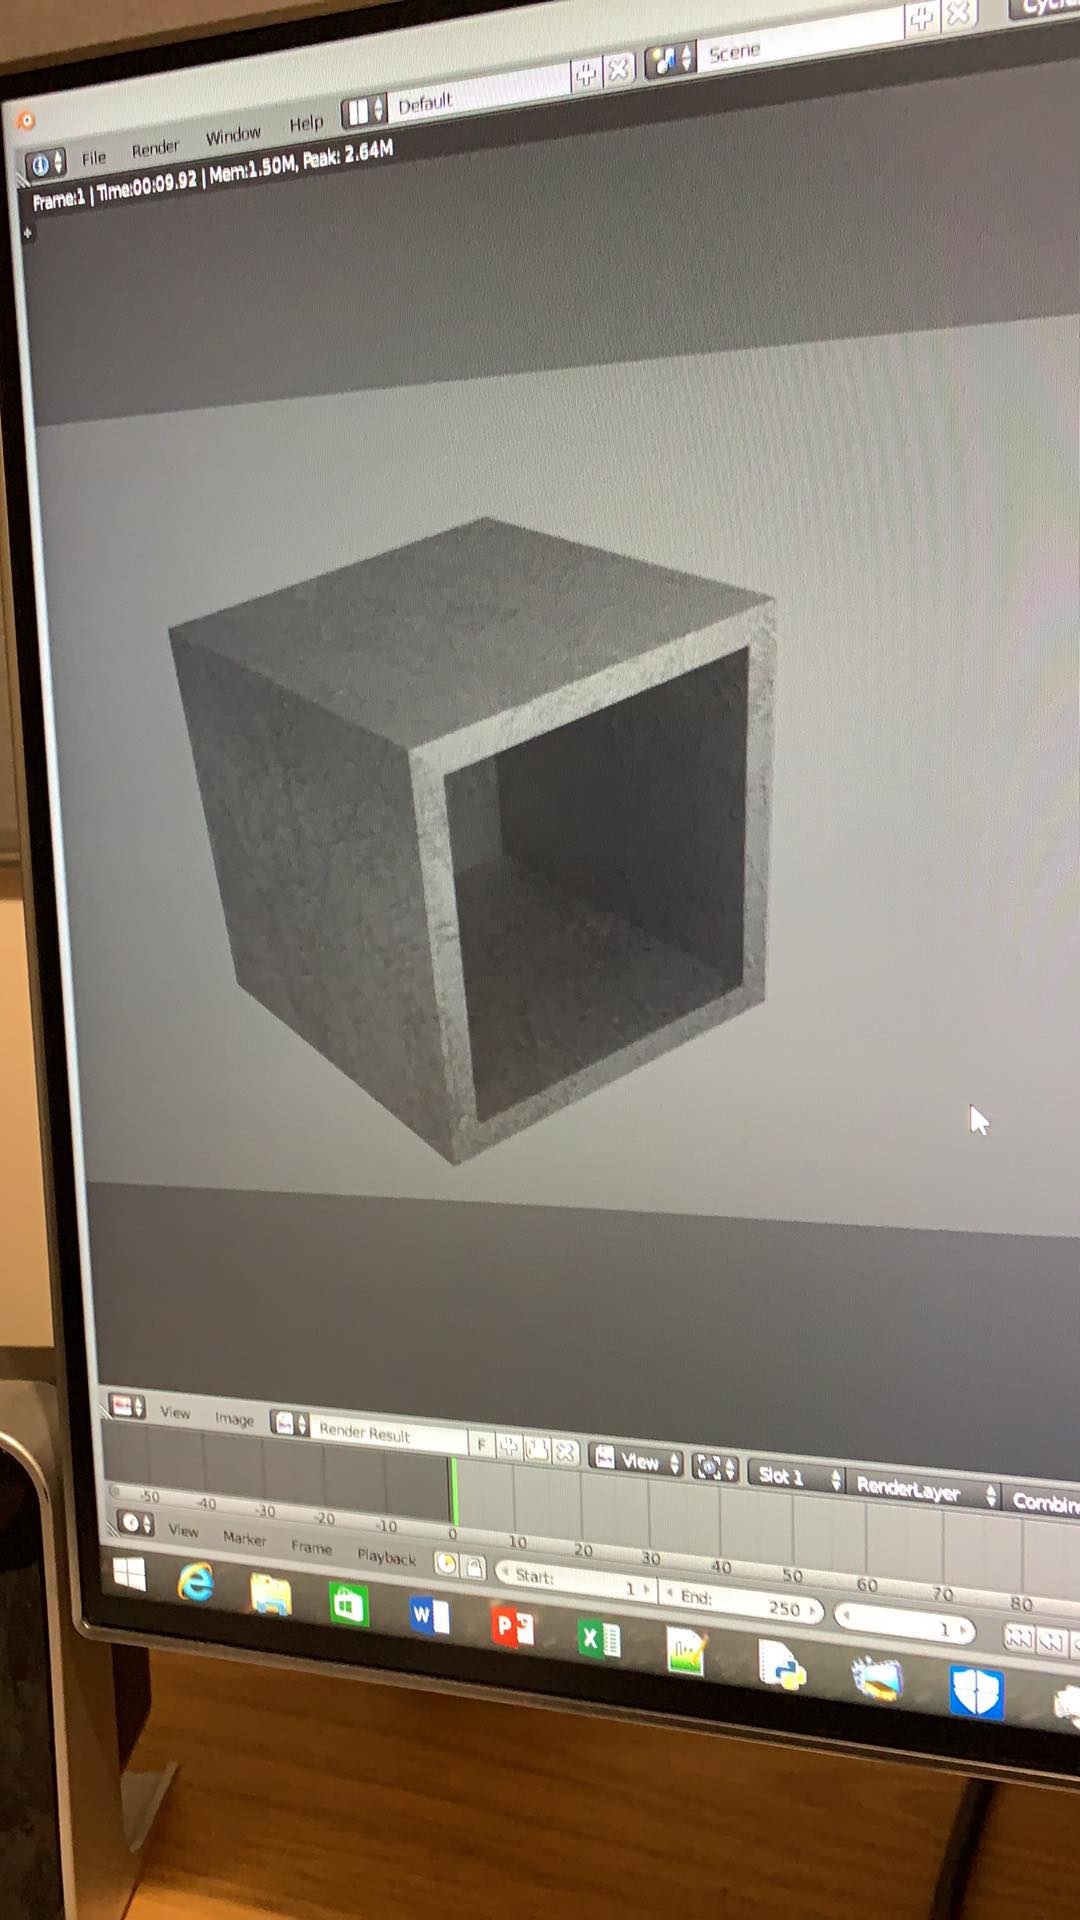 Default
Scene
File Render Window Help
Frame:1 | Time:00:09.92 | Mem:1.50M, Peak: 2.64M
View Image Render Result F View Slot 1 RenderLayer
-50 -40 -30 -20 -10 0 10 20 30 40 50 60 70 80
View Marker Frame Playback Start: 1 End: 250 1
W P X